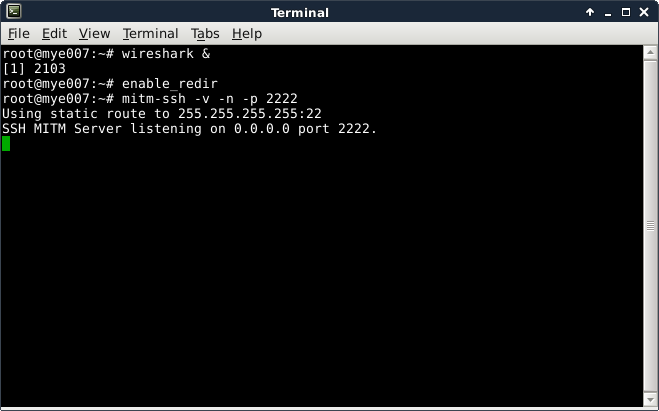 Terminal
File Edit View Terminal Tabs Help
root@mye007:~# wireshark &
[1] 2103
root@mye007:~# enable_redir
root@mye007:~# mitm-ssh -v -n -p 2222
Using static route to 255.255.255.255:22
SSH MITM Server listening on 0.0.0.0 port 2222.